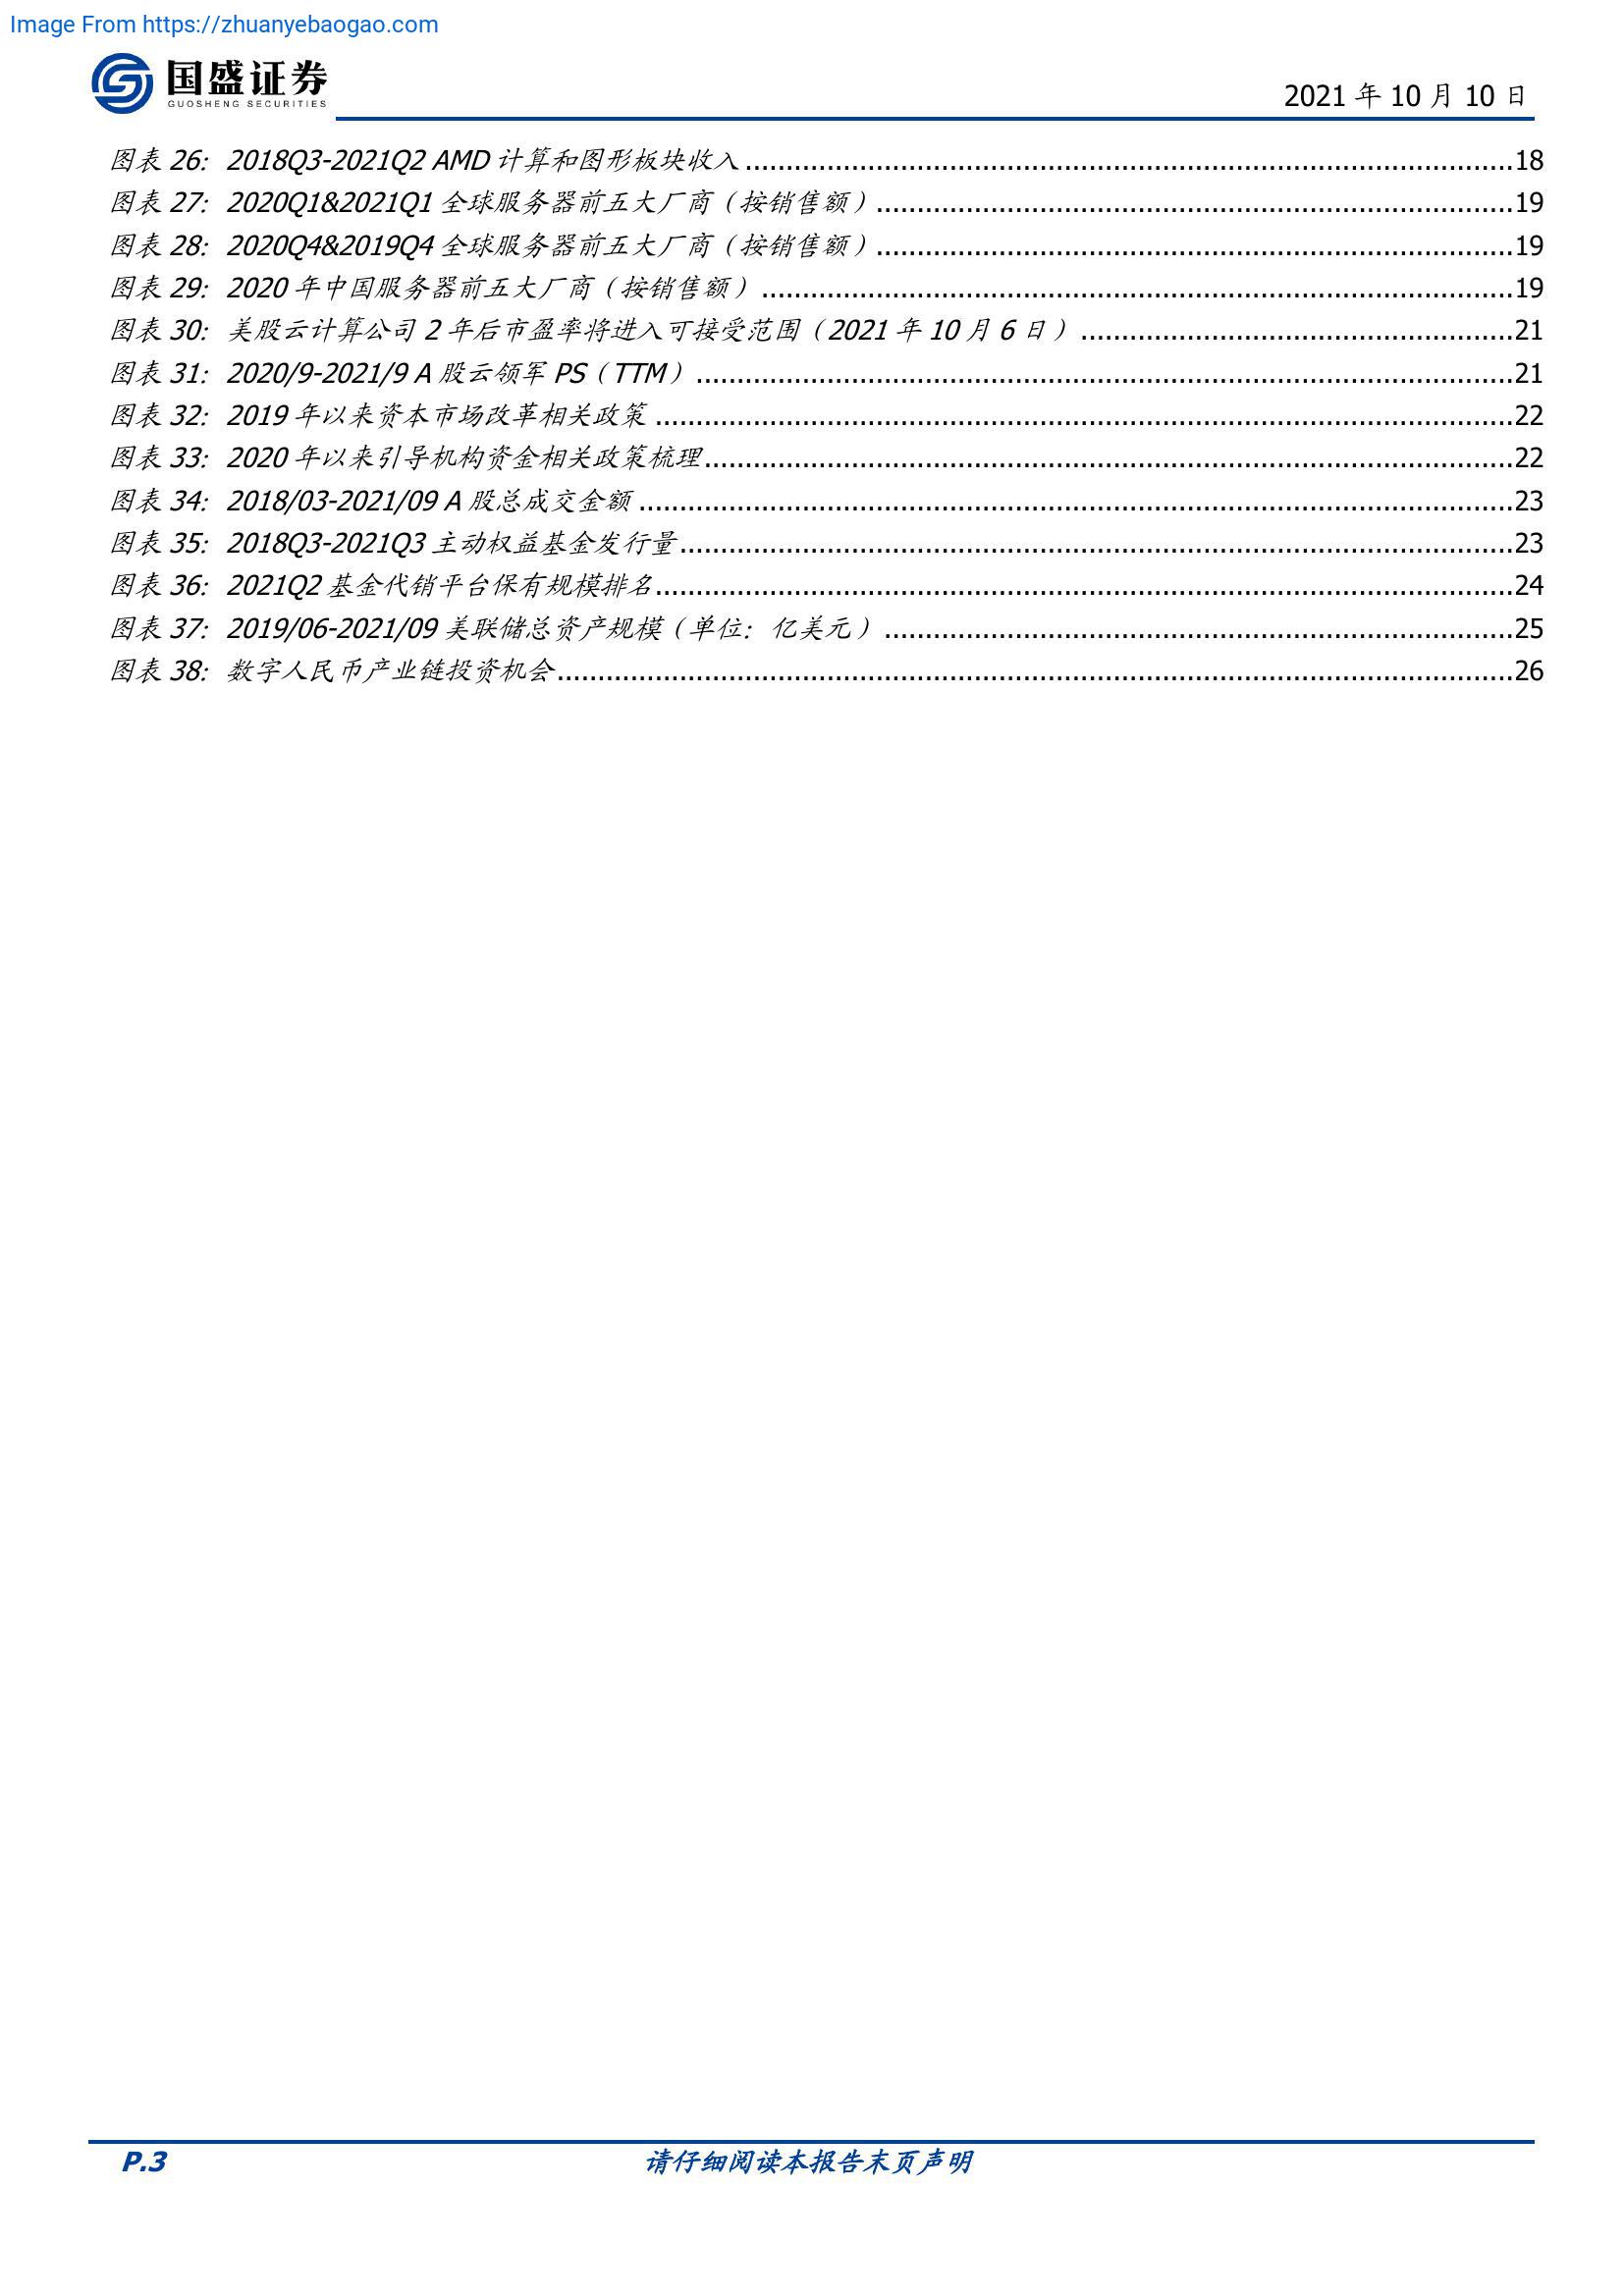 Image From https://zhuanyebaogao.com
国盛证券
GUOSHENG SECURITIES
2021 年 10 月 10 日
图表 26: 2018Q3-2021Q2 AMD 计算和图形板块收入........18
图表 27: 2020Q1&2021Q1 全球服务器前五大厂商（按销售额）........19
图表 28: 2020Q4&2019Q4 全球服务器前五大厂商（按销售额）........19
图表 29: 2020 年中国服务器前五大厂商（按销售额）........19
图表 30: 美股云计算公司 2 年后市盈率将进入可接受范围（2021 年 10 月 6 日）........21
图表 31: 2020/9-2021/9 A 股云领军 PS（TTM）........21
图表 32: 2019 年以来资本市场改革相关政策........22
图表 33: 2020 年以来引导机构资金相关政策梳理........22
图表 34: 2018/03-2021/09 A 股总成交金额........23
图表 35: 2018Q3-2021Q3 主动权益基金发行量........23
图表 36: 2021Q2 基金代销平台保有规模排名........24
图表 37: 2019/06-2021/09 美联储总资产规模（单位: 亿美元）........25
图表 38: 数字人民币产业链投资机会........26
P.3
请仔细阅读本报告末页声明